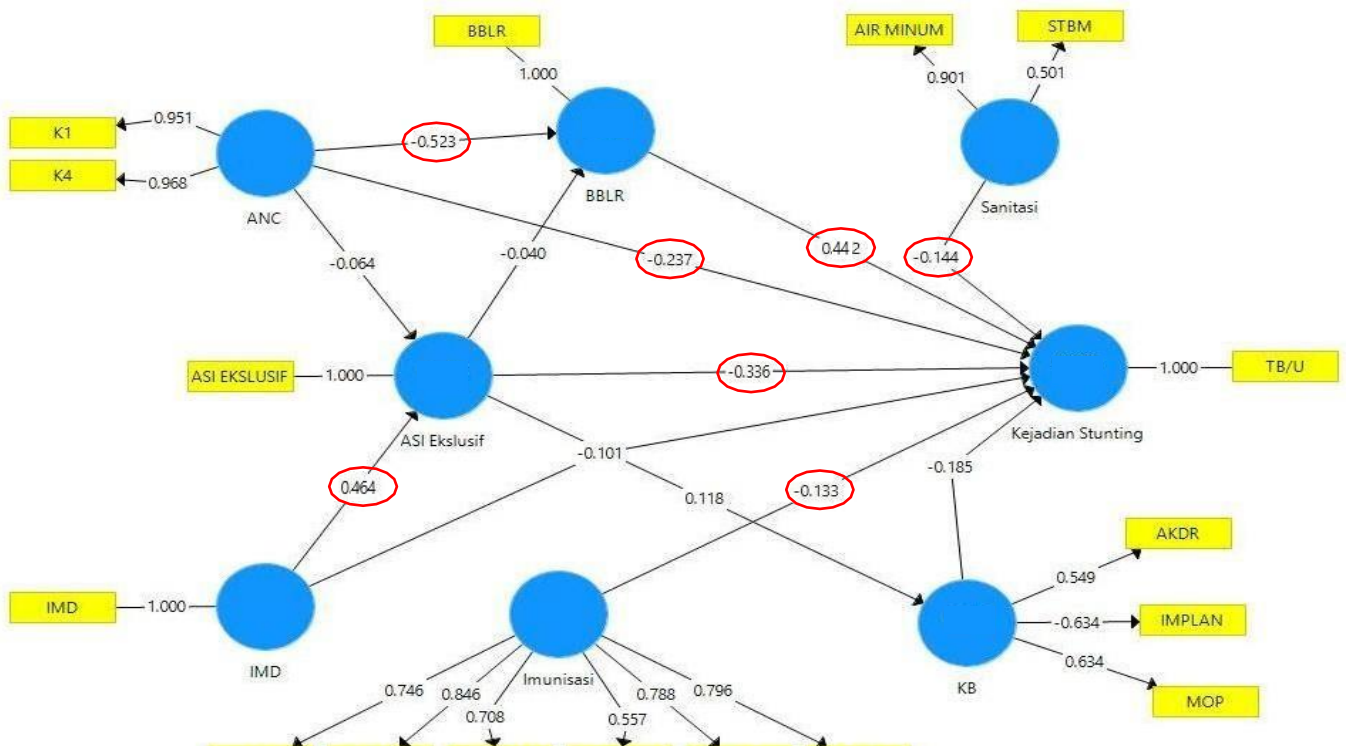 BBLR
AIR MINUM
STBM
1.000
0.901
0.501
K1
0.951
-0.523
K4
0.968
ANC
BBLR
Sanitasi
-0.064
-0.040
-0.237
0.442
-0.144
ASI EKSLUSIF
1.000
-0.336
1.000
TB/U
ASI Ekslusif
Kejadian Stunting
-0.101
-0.185
0.464
0.118
-0.133
AKDR
0.549
IMD
1.000
-0.634
IMPLAN
0.634
IMD
Imunisasi
KB
MOP
0.746
0.846
0.708
0.557
0.788
0.796